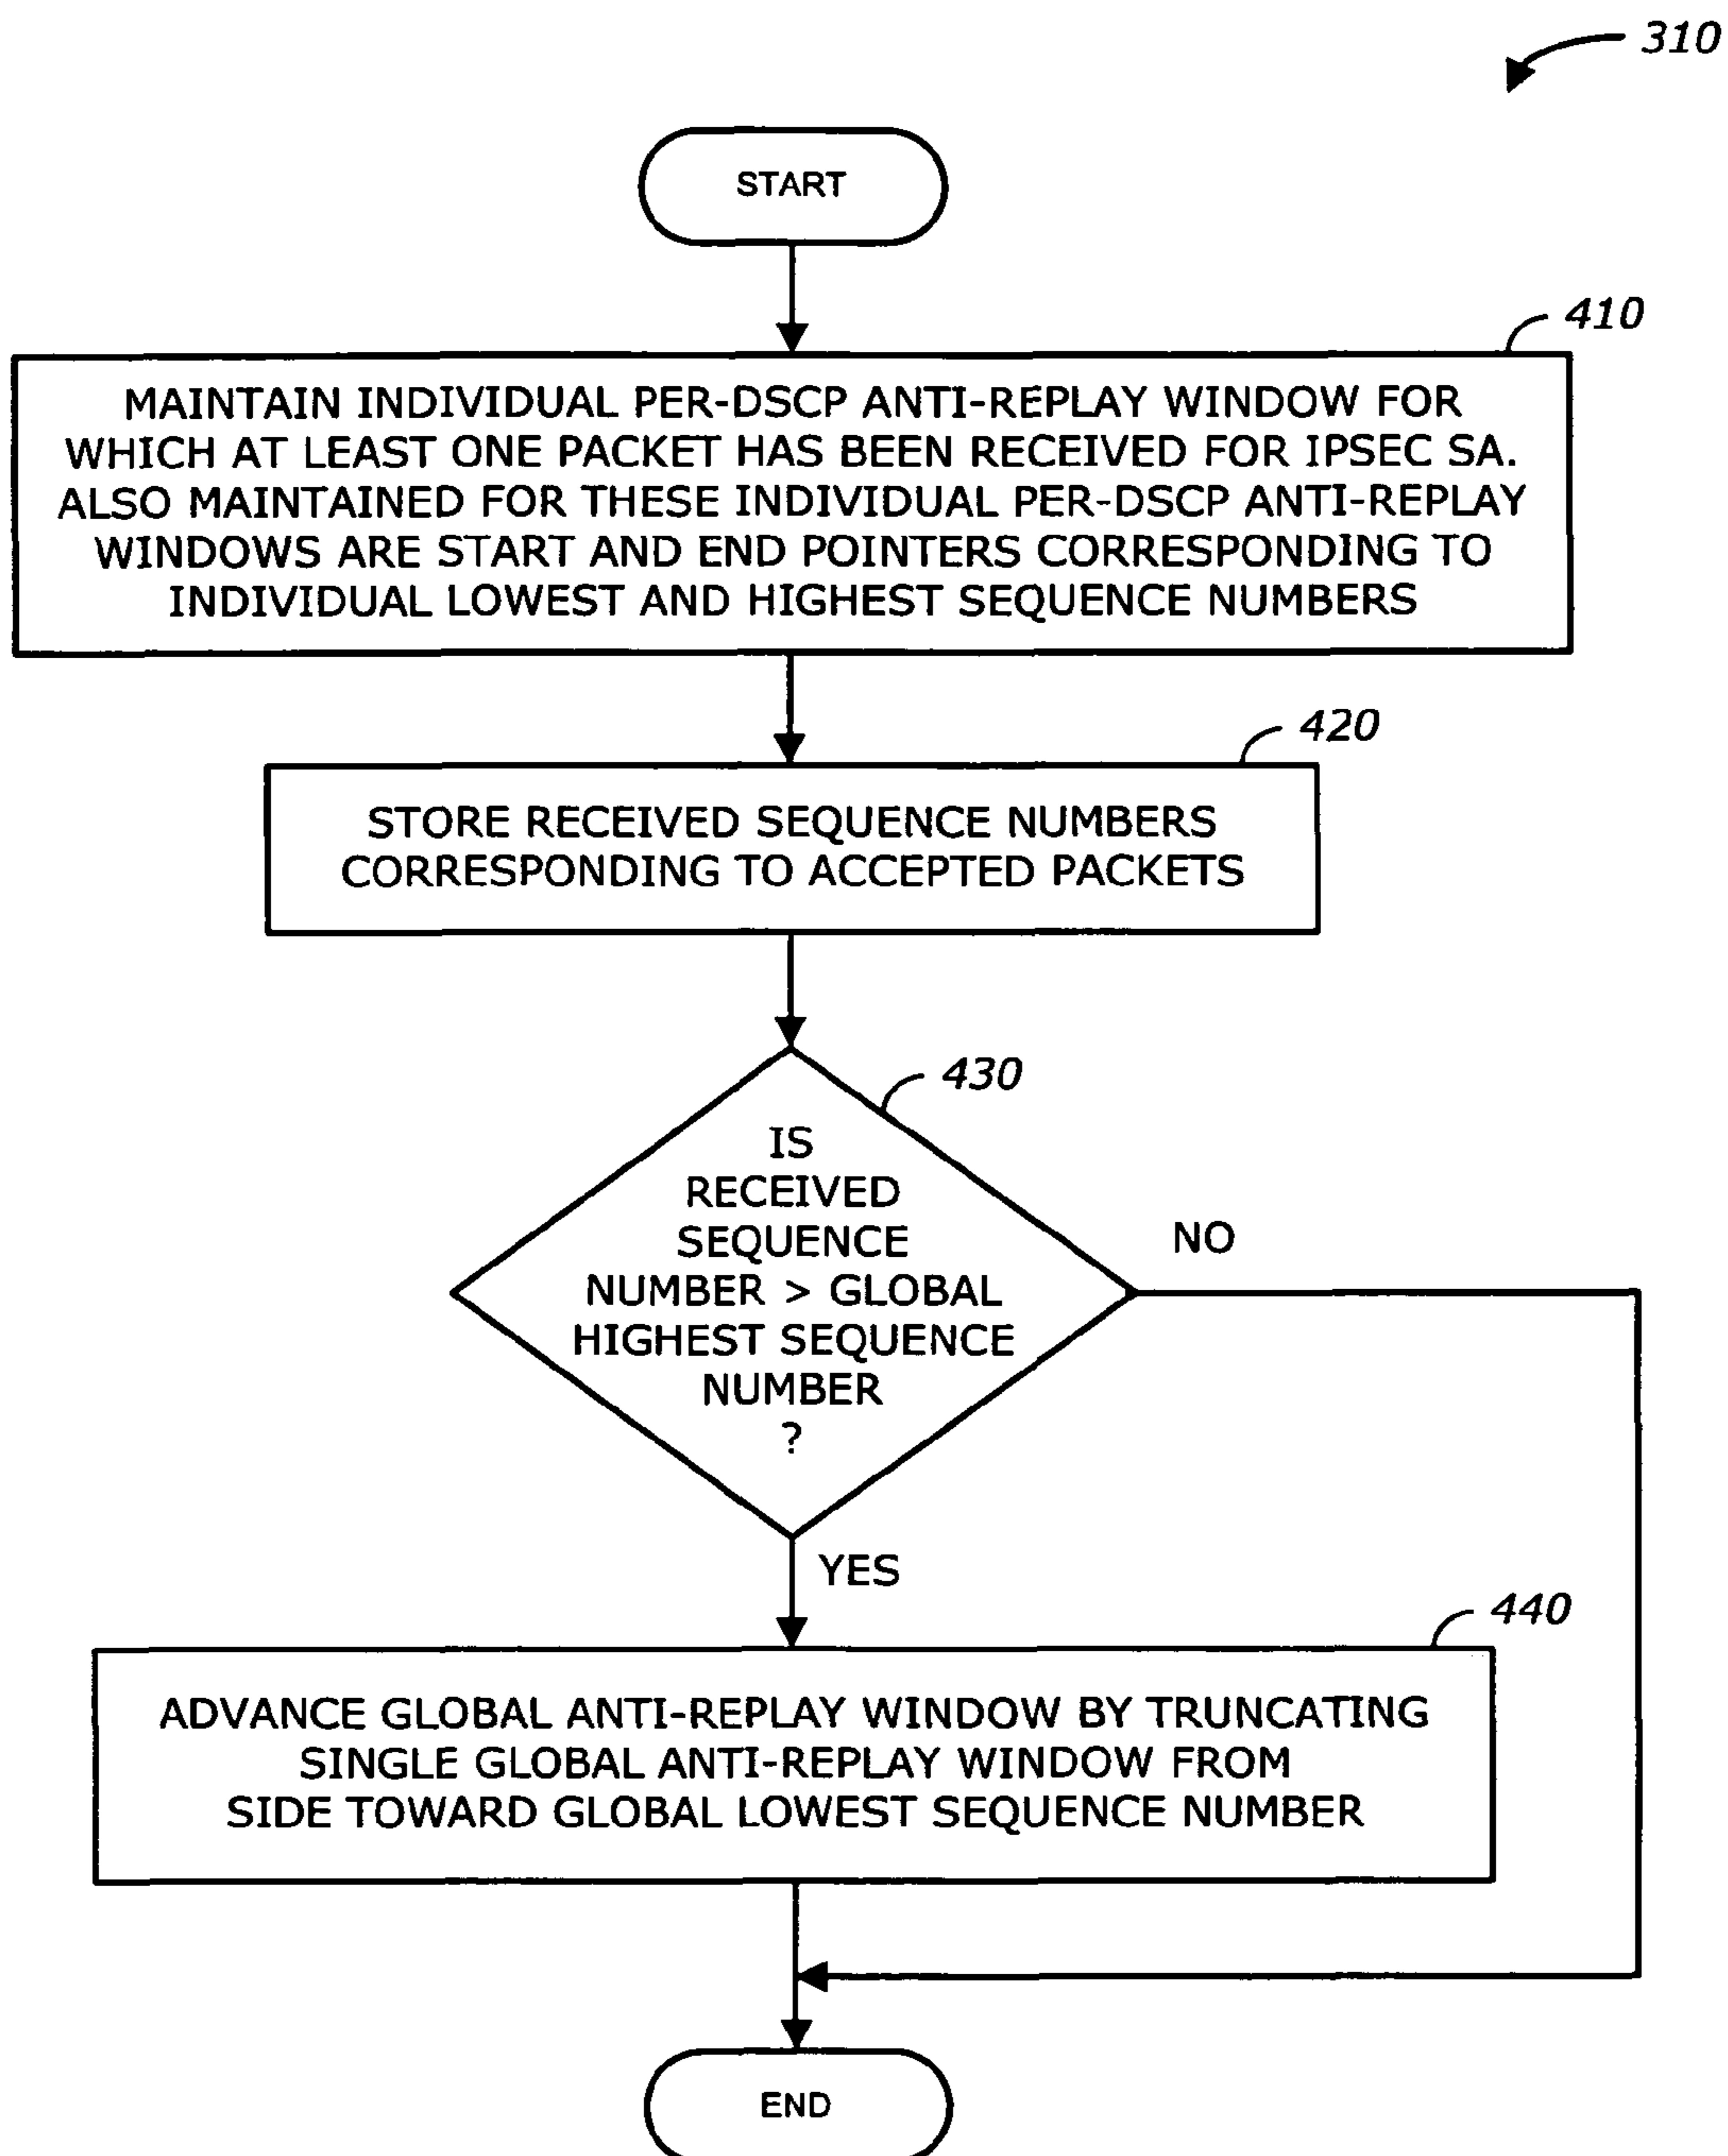 310
START
410
MAINTAIN INDIVIDUAL PER-DSCP ANTI-REPLAY WINDOW FOR
WHICH AT LEAST ONE PACKET HAS BEEN RECEIVED FOR IPSEC SA.
ALSO MAINTAINED FOR THESE INDIVIDUAL PER-DSCP ANTI-REPLAY
WINDOWS ARE START AND END POINTERS CORRESPONDING TO
INDIVIDUAL LOWEST AND HIGHEST SEQUENCE NUMBERS
420
STORE RECEIVED SEQUENCE NUMBERS
CORRESPONDING TO ACCEPTED PACKETS
430
IS
RECEIVED
SEQUENCE
NUMBER > GLOBAL
HIGHEST SEQUENCE
NUMBER
?
NO
YES
440
ADVANCE GLOBAL ANTI-REPLAY WINDOW BY TRUNCATING
SINGLE GLOBAL ANTI-REPLAY WINDOW FROM
SIDE TOWARD GLOBAL LOWEST SEQUENCE NUMBER
END